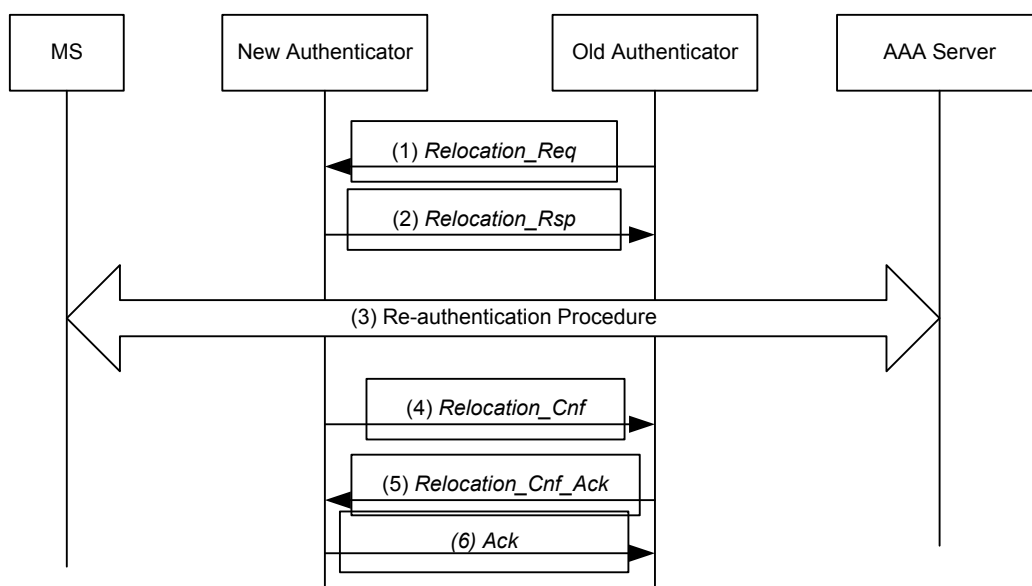 MS
New Authenticator
Old Authenticator
AAA Server
(1) Relocation_Req
(2) Relocation_Rsp
(3) Re-authentication Procedure
(4) Relocation_Cnf
(5) Relocation_Cnf_Ack
(6) Ack